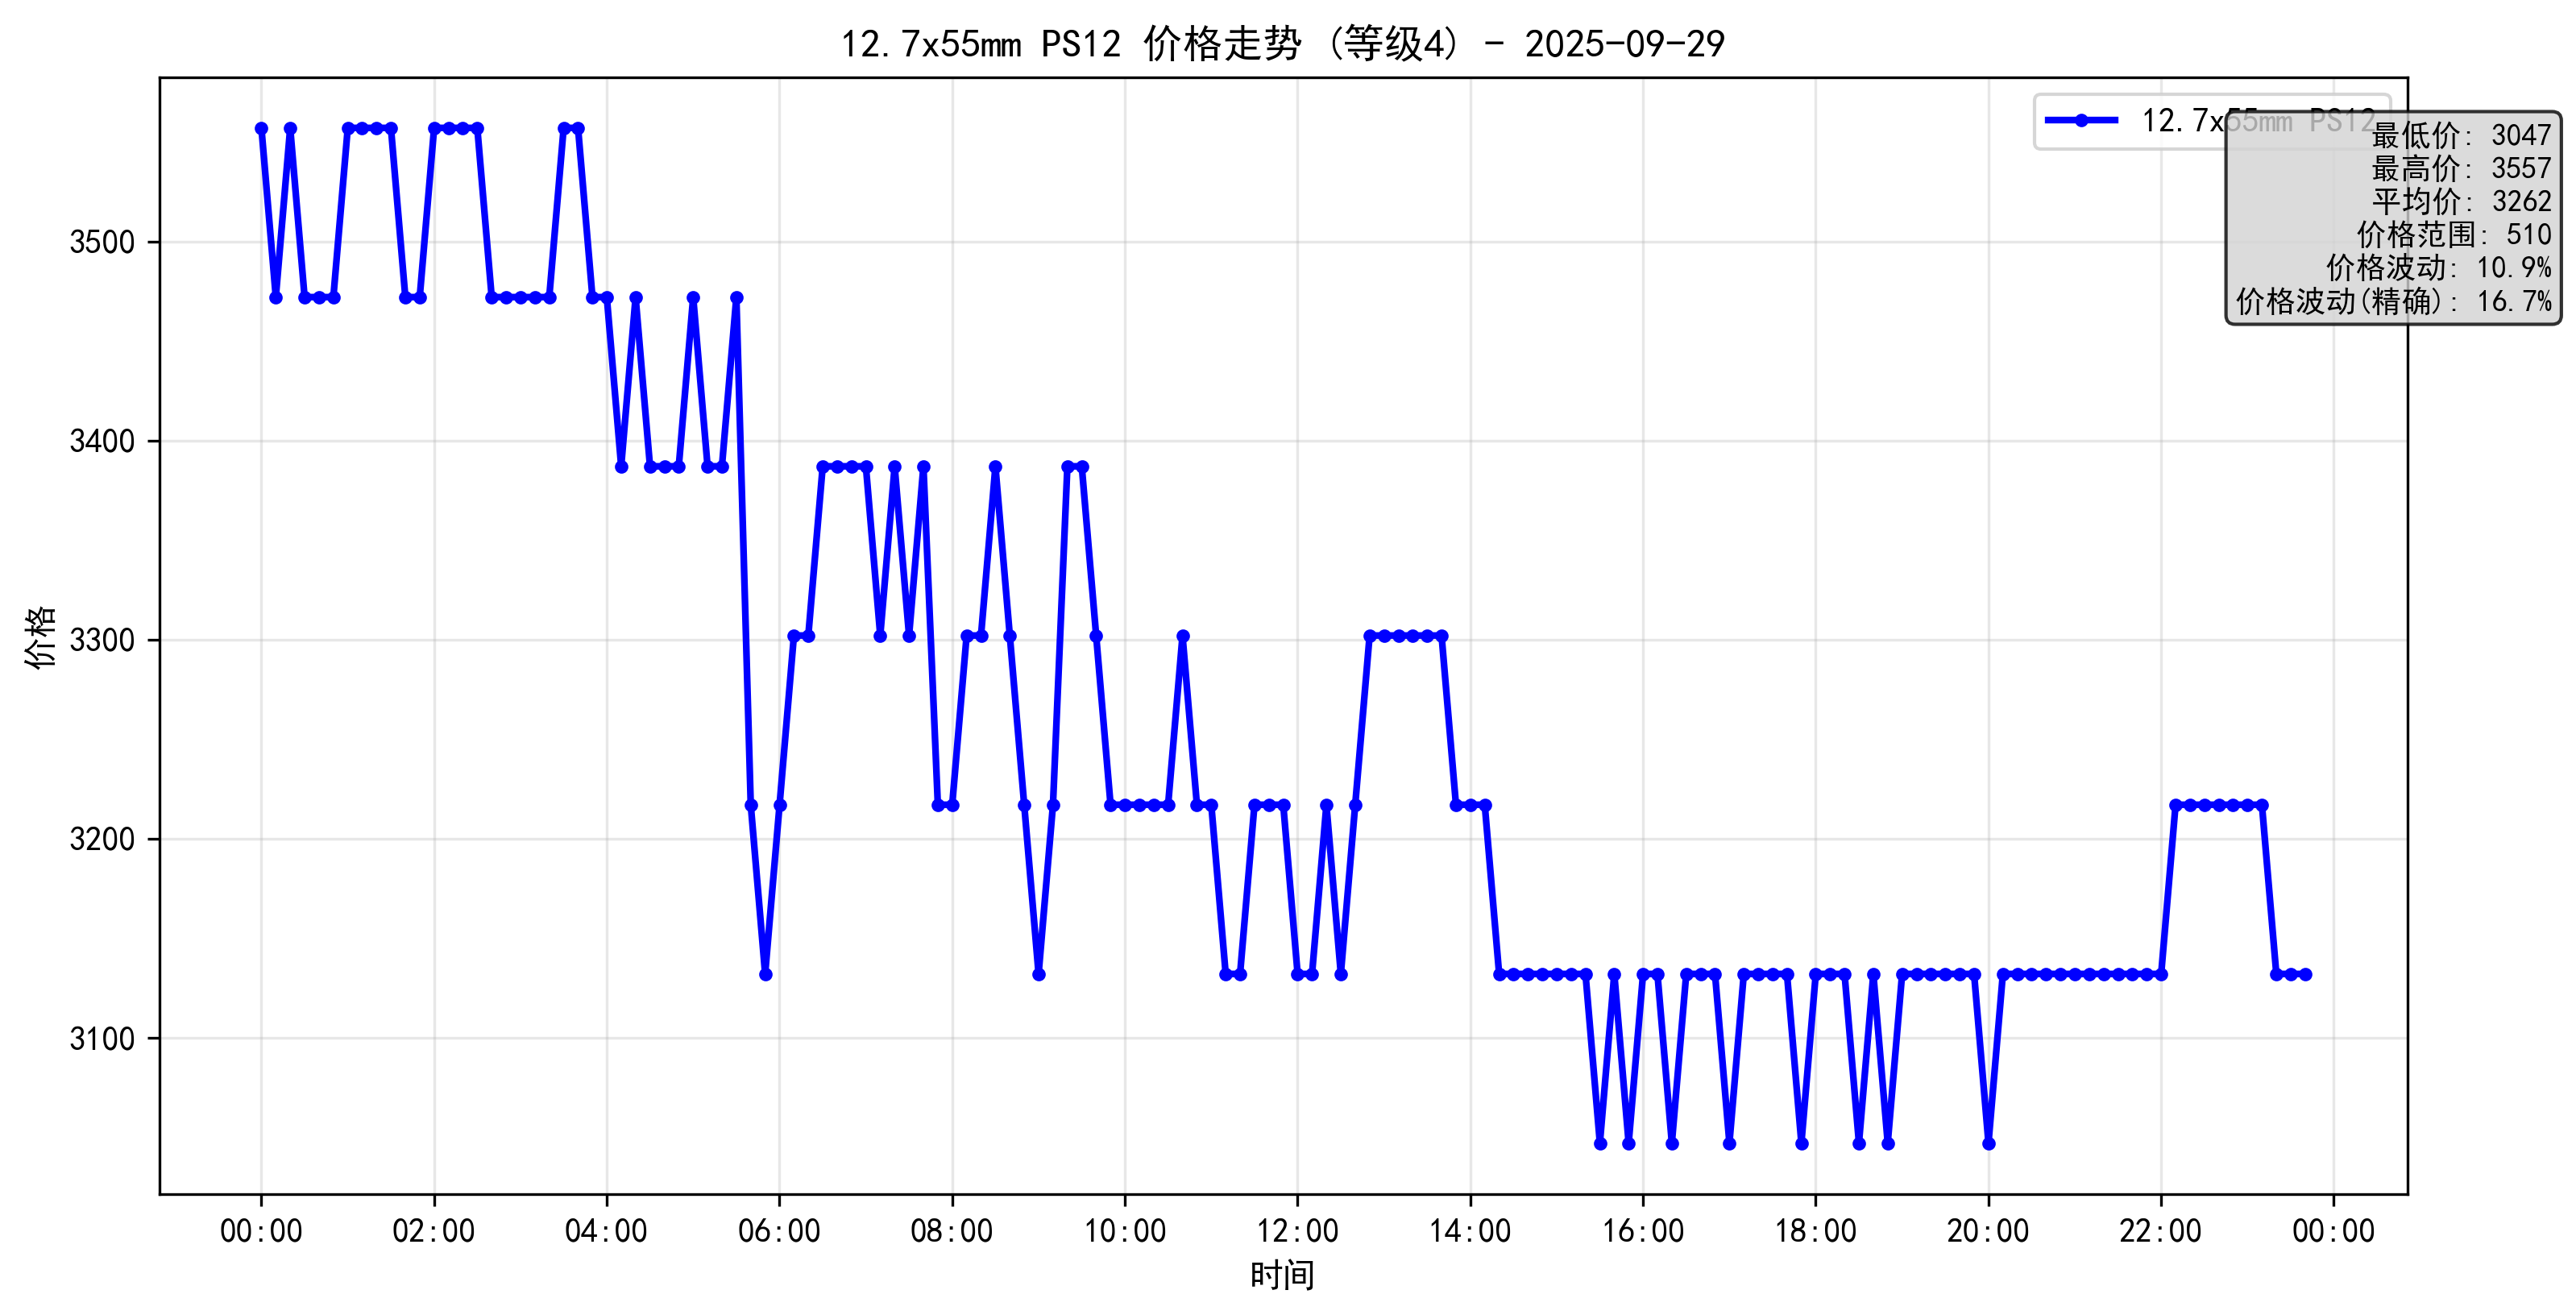 12.7x55mm PS12 价格走势 (等级4) - 2025-09-29
12.7x55mm PS12
最低价: 3047
最高价: 3557
平均价: 3262
价格范围: 510
价格波动: 10.9%
价格波动(精确): 16.7%
价格
3500
3400
3300
3200
3100
00:00 02:00 04:00 06:00 08:00 10:00 12:00 14:00 16:00 18:00 20:00 22:00 00:00
时间